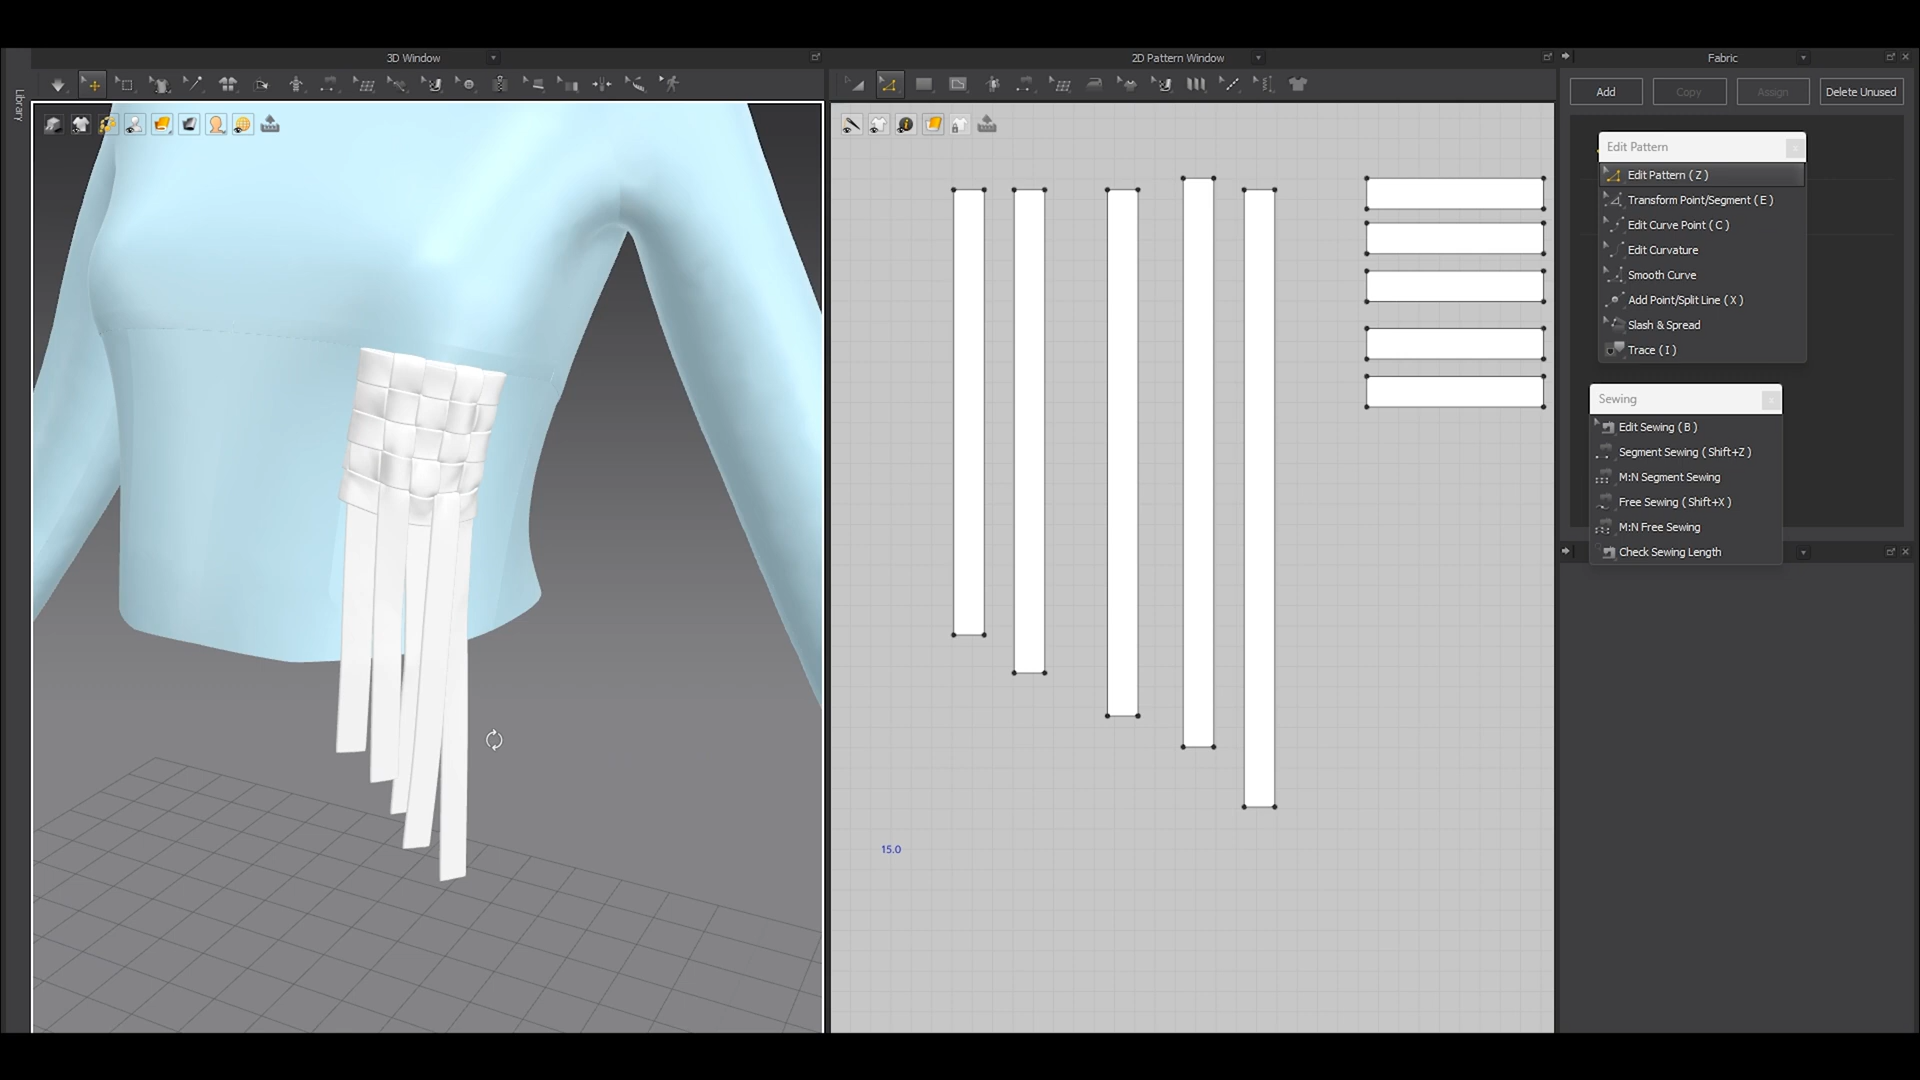 3D Window
2D Pattern Window
Fabric
Library
Add
Copy
Assign
Delete Unused
Edit Pattern
x
Edit Pattern ( Z )
Transform Point/Segment ( E )
Edit Curve Point ( C )
Edit Curvature
Smooth Curve
Add Point/Split Line ( X )
Slash & Spread
Trace ( I )
Sewing
x
Edit Sewing ( B )
Segment Sewing ( Shift+Z )
M:N Segment Sewing
Free Sewing ( Shift+X )
M:N Free Sewing
Check Sewing Length
15.0